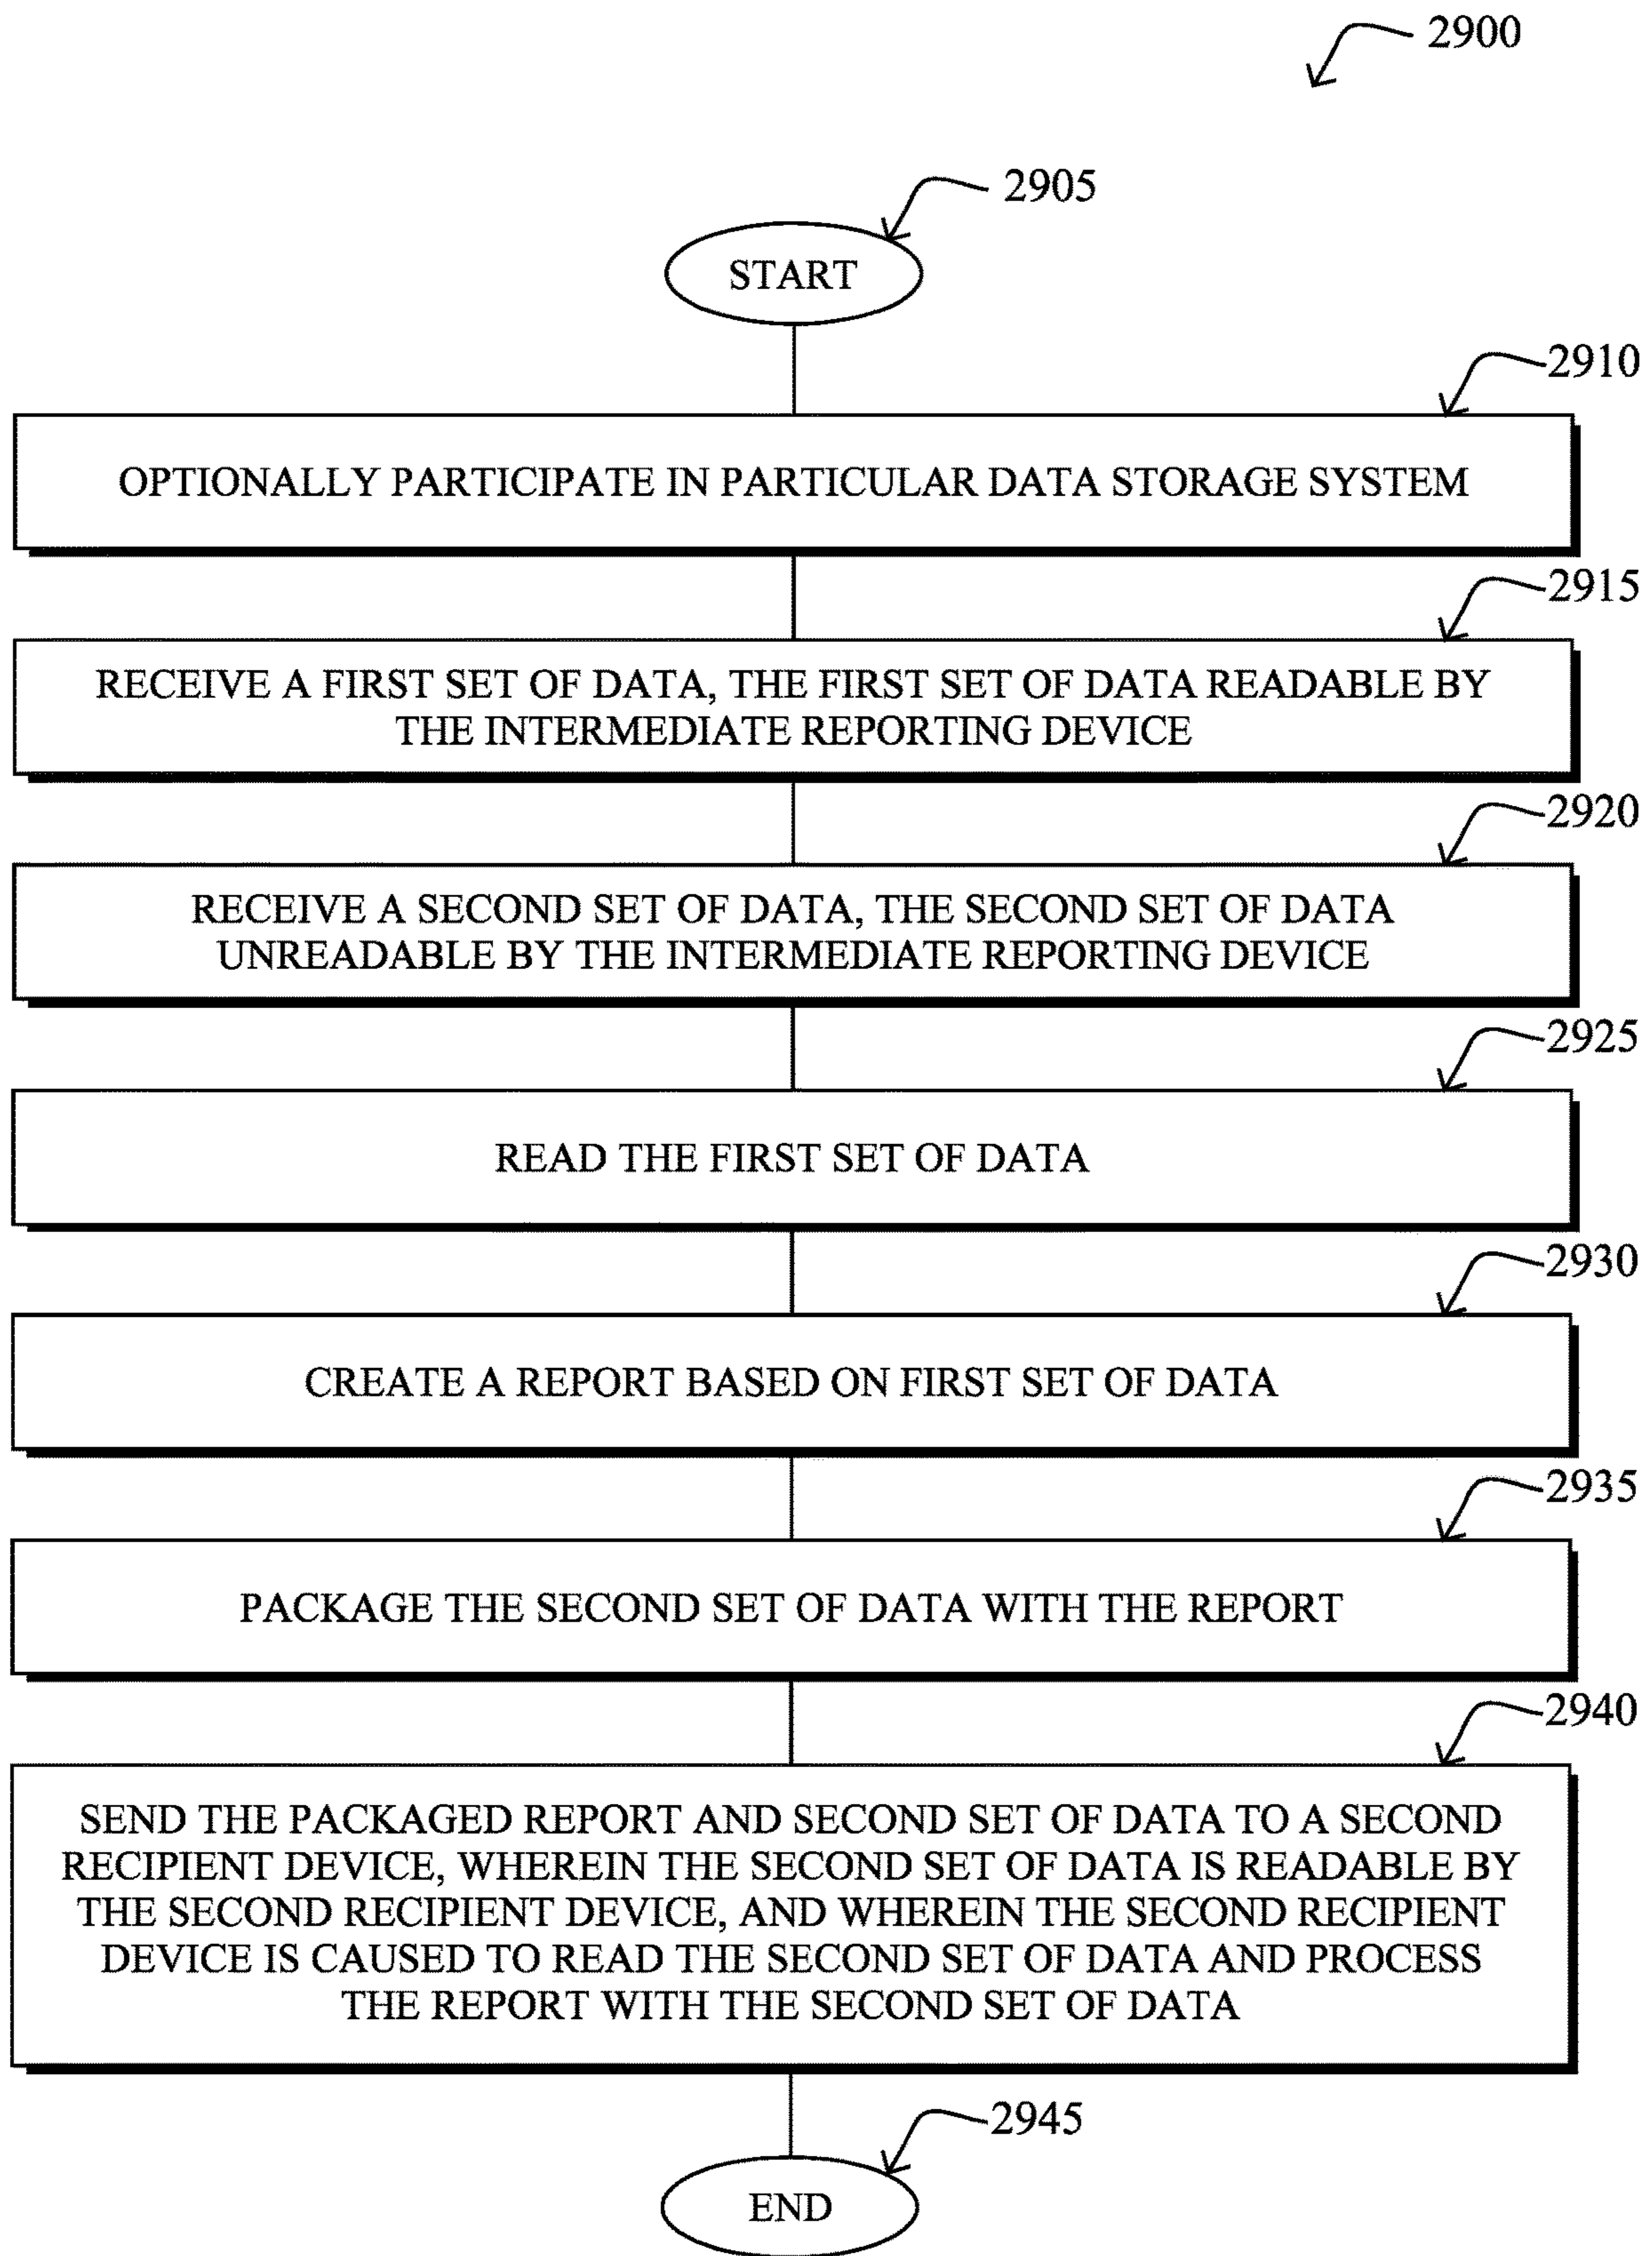 2900
2905
START
2910
OPTIONALLY PARTICIPATE IN PARTICULAR DATA STORAGE SYSTEM
2915
RECEIVE A FIRST SET OF DATA, THE FIRST SET OF DATA READABLE BY
THE INTERMEDIATE REPORTING DEVICE
2920
RECEIVE A SECOND SET OF DATA, THE SECOND SET OF DATA
UNREADABLE BY THE INTERMEDIATE REPORTING DEVICE
2925
READ THE FIRST SET OF DATA
2930
CREATE A REPORT BASED ON FIRST SET OF DATA
2935
PACKAGE THE SECOND SET OF DATA WITH THE REPORT
2940
SEND THE PACKAGED REPORT AND SECOND SET OF DATA TO A SECOND
RECIPIENT DEVICE, WHEREIN THE SECOND SET OF DATA IS READABLE BY
THE SECOND RECIPIENT DEVICE, AND WHEREIN THE SECOND RECIPIENT
DEVICE IS CAUSED TO READ THE SECOND SET OF DATA AND PROCESS
THE REPORT WITH THE SECOND SET OF DATA
2945
END